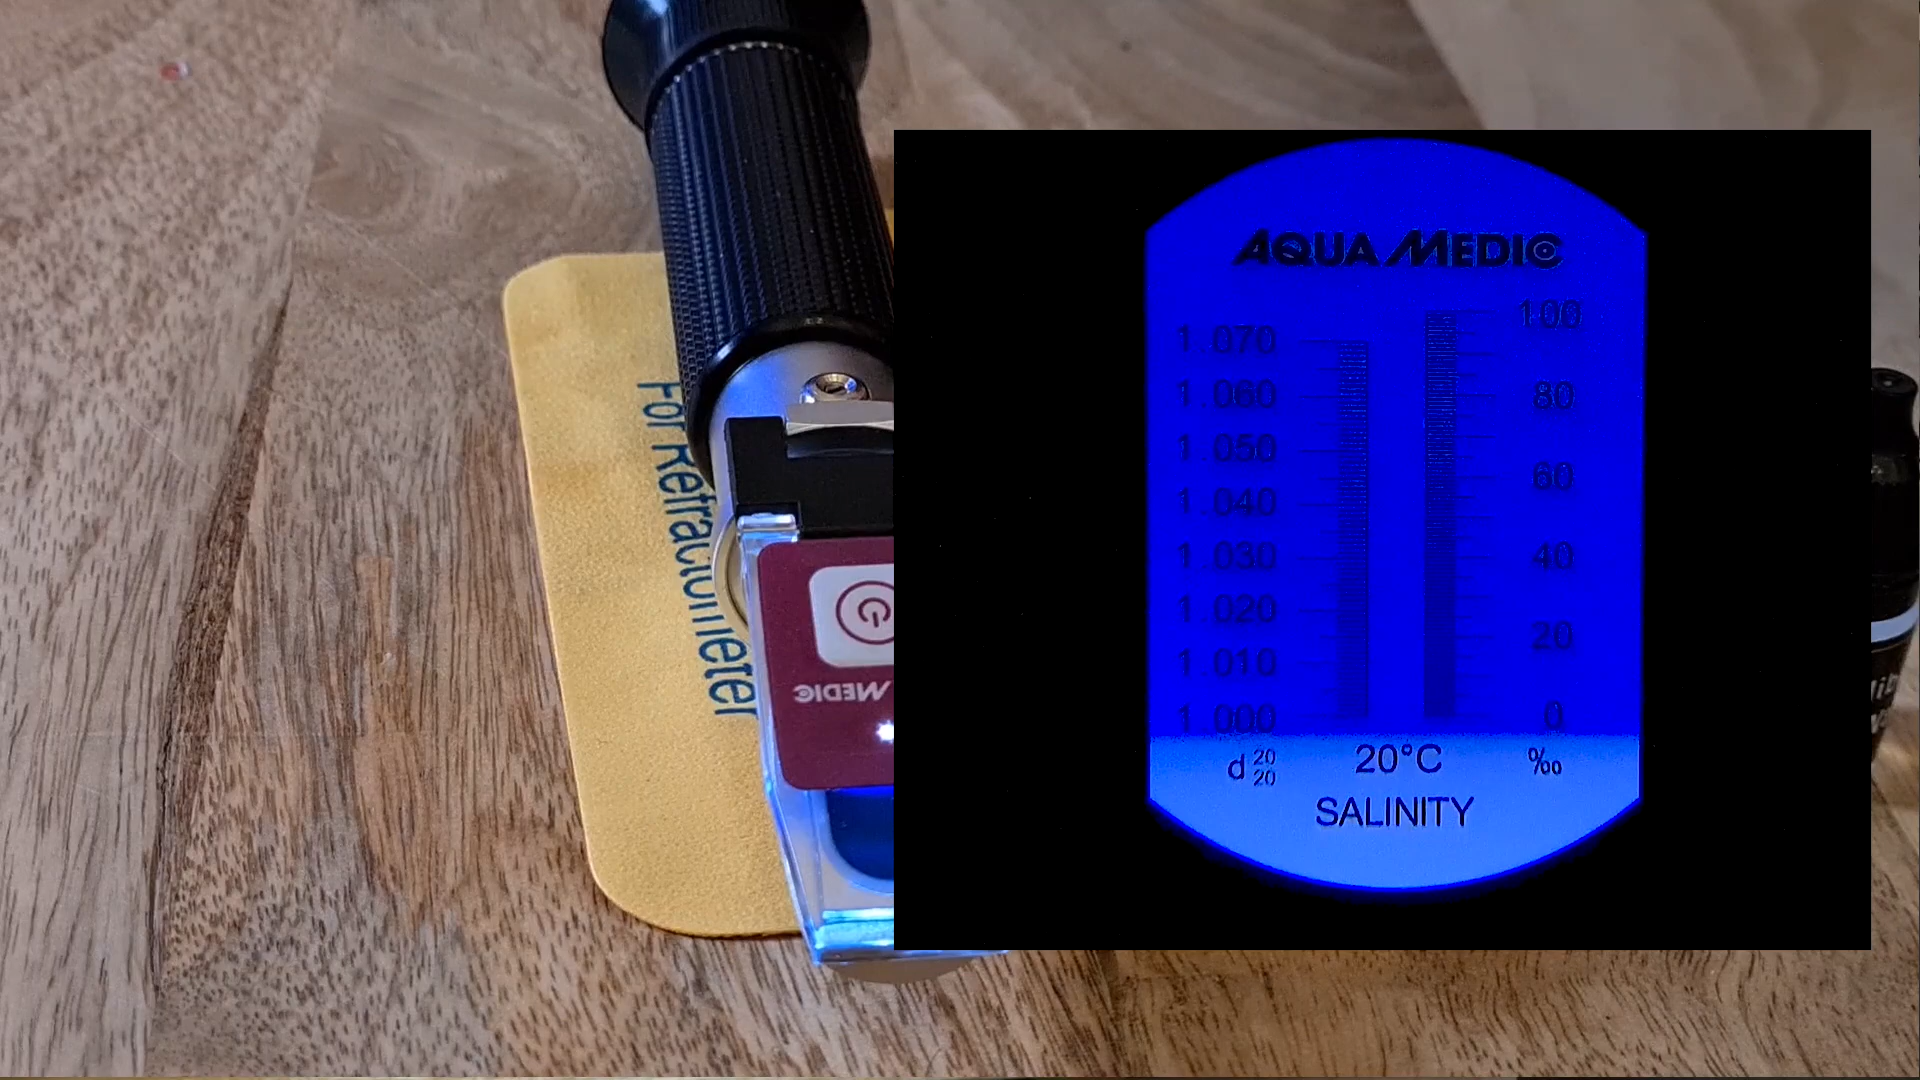 For Refractometer
MEDIC
AQUA MEDIC
1.070
1.060
1.050
1.040
1.030
1.020
1.010
1.000
100
80
60
40
20
0
d 20/20 20°C ‰
SALINITY